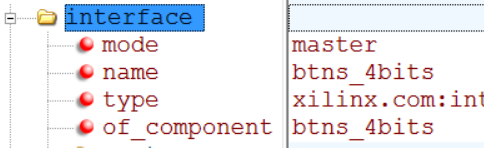 interface
mode master
name btns_4bits
type xilinx.com:int
of_component btns_4bits